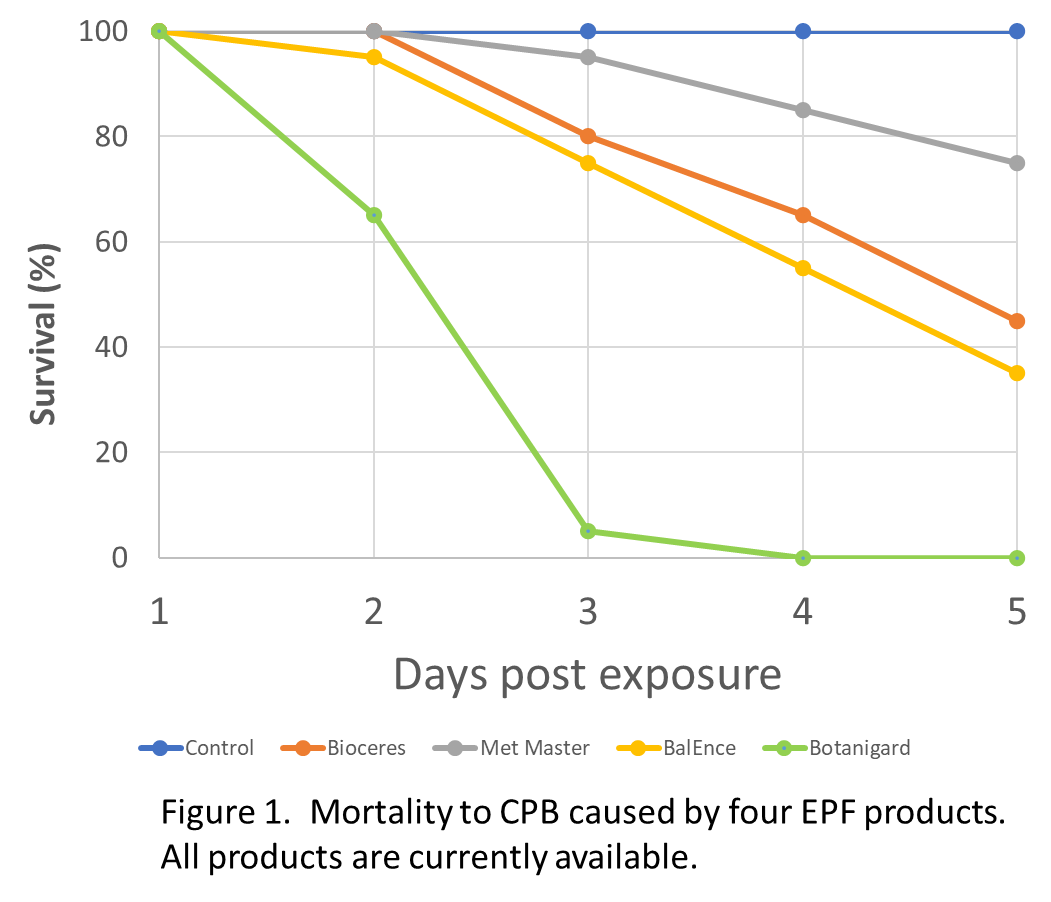 100
80
60
40
20
0
Survival (%)
1 2 3 4 5
Days post exposure
Control Bioceres Met Master BalEnce Botanigard
Figure 1.  Mortality to CPB caused by four EPF products.
All products are currently available.